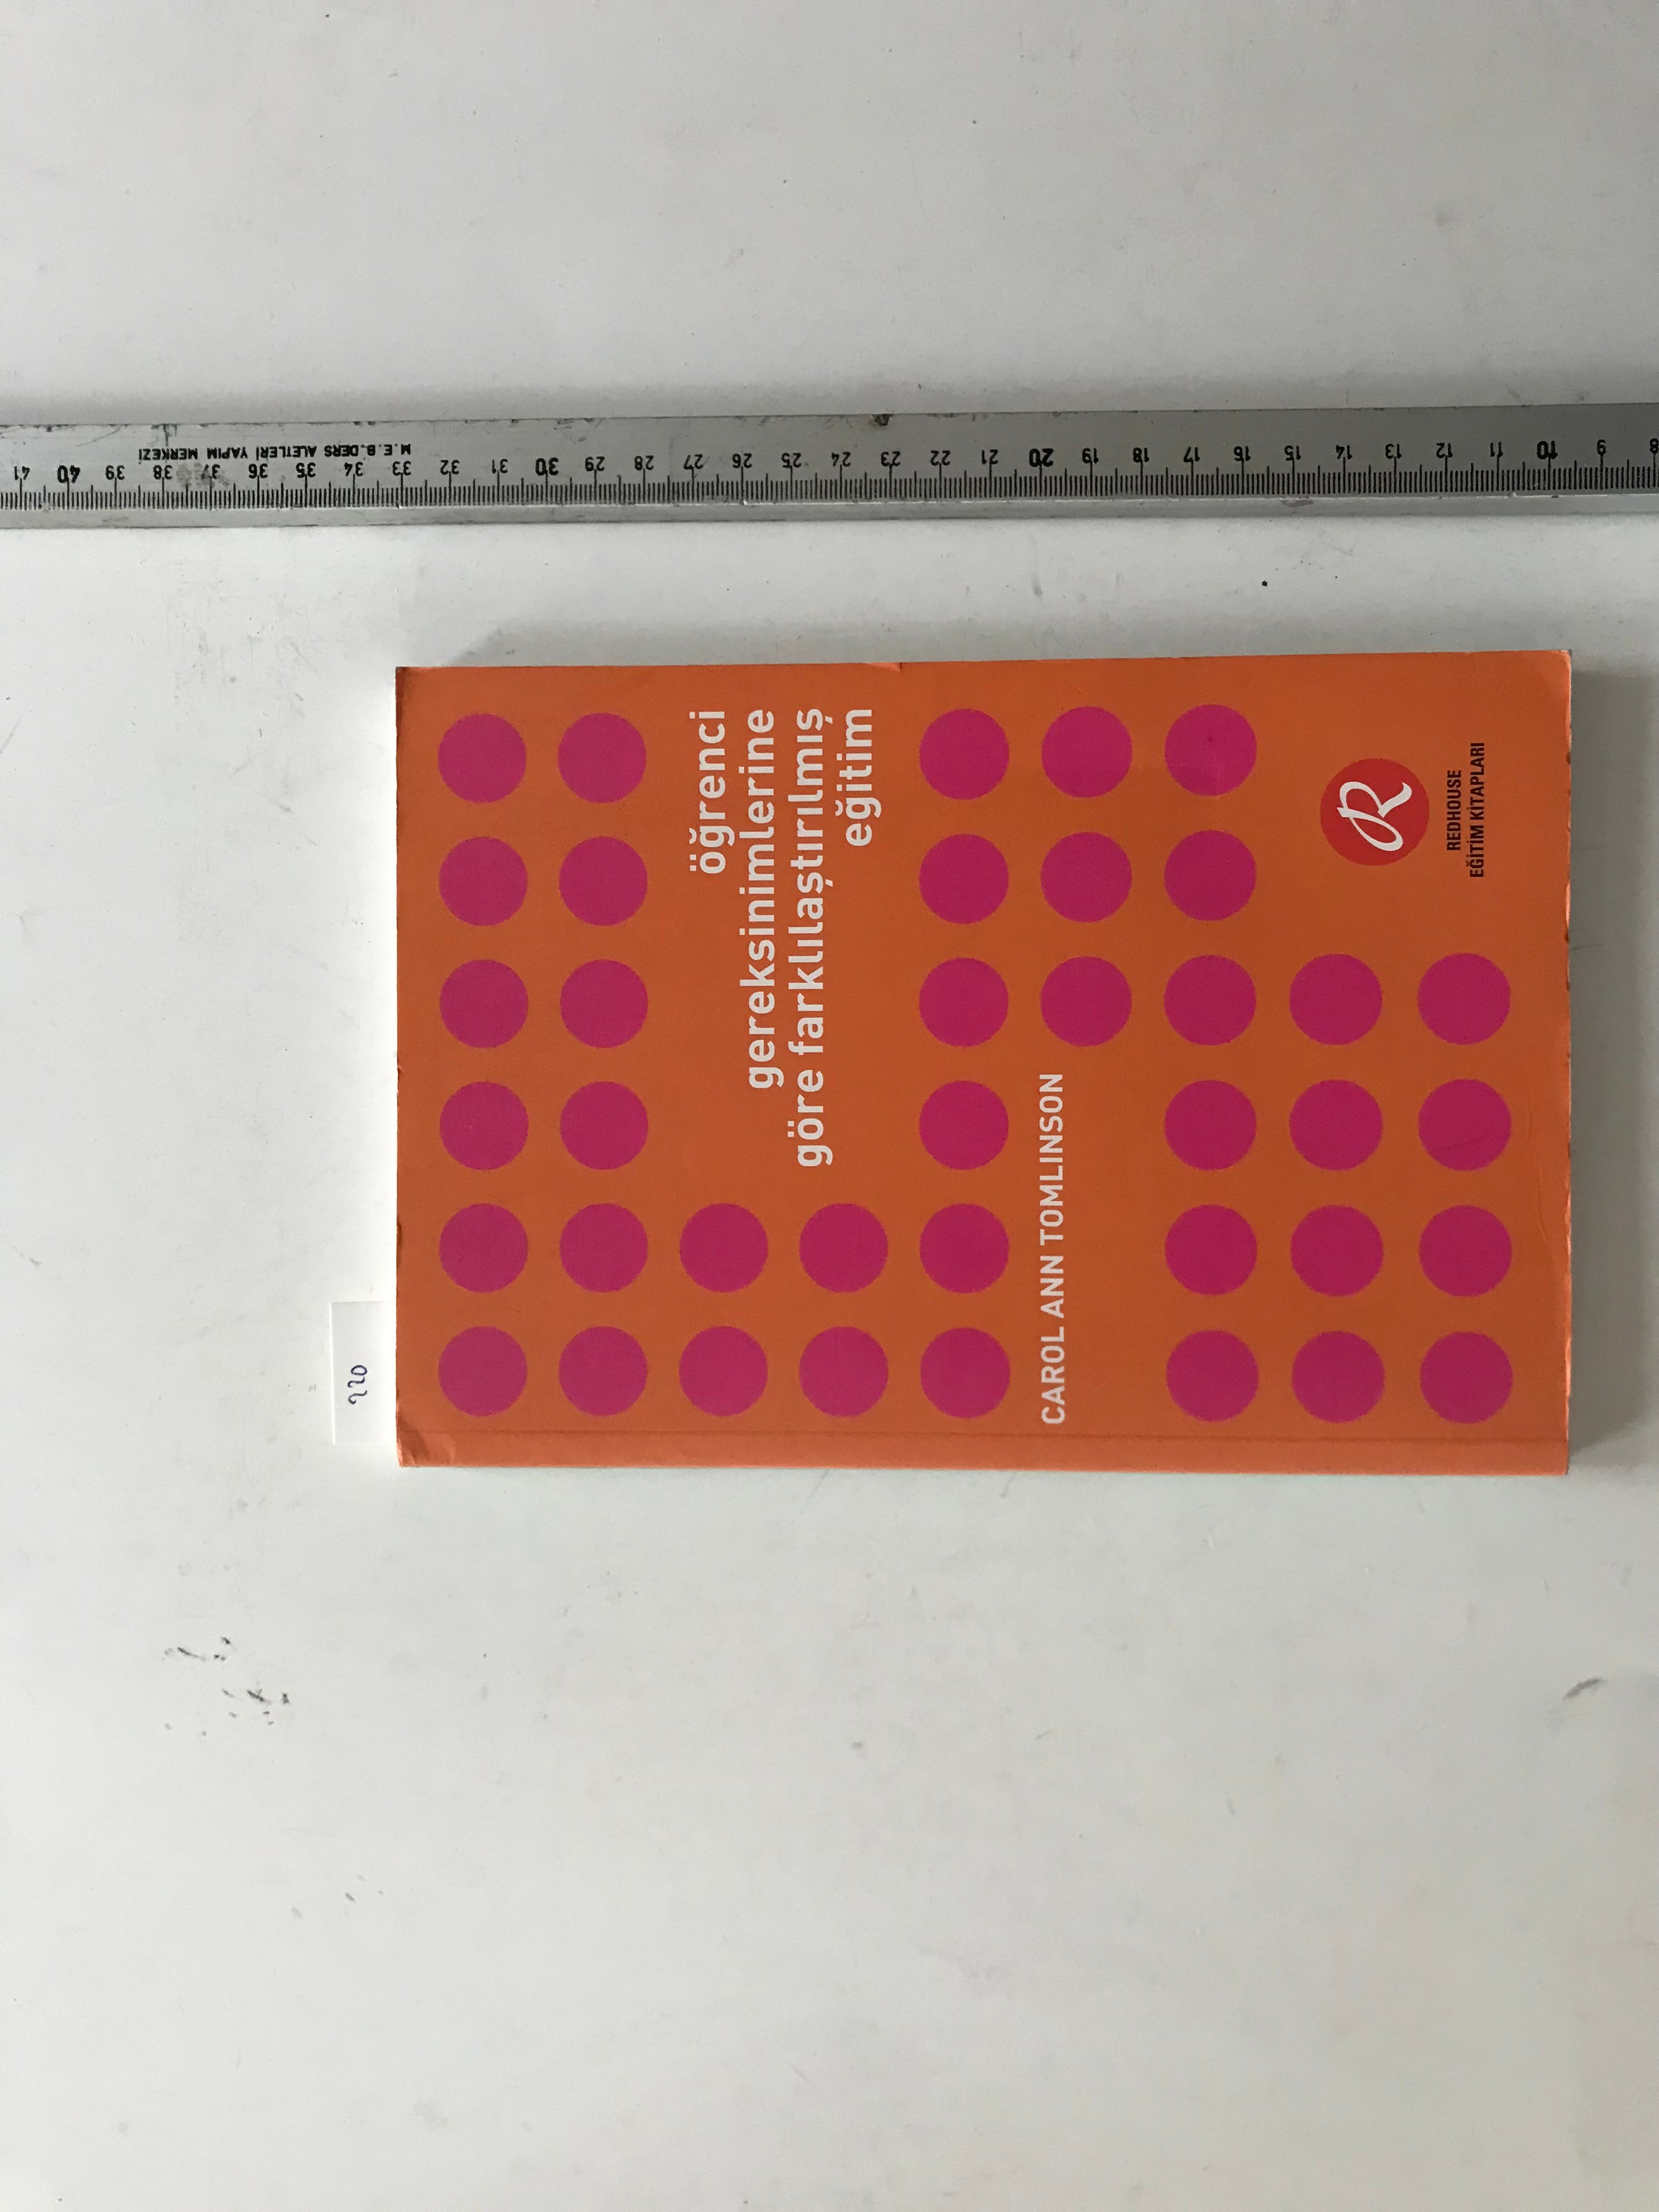 öğrenci
gereksinimlerine
göre farklılaştırılmış
eğitim
CAROL ANN TOMLINSON
R
REDHOUSE
EĞİTİM KİTAPLARI
220
M.E.B.DERS ALETLERİ YAPIM MERKEZİ
8 9 10 11 12 13 14 15 16 17 18 19 20 21 22 23 24 25 26 27 28 29 30 31 32 33 34 35 36 37 38 39 40 41